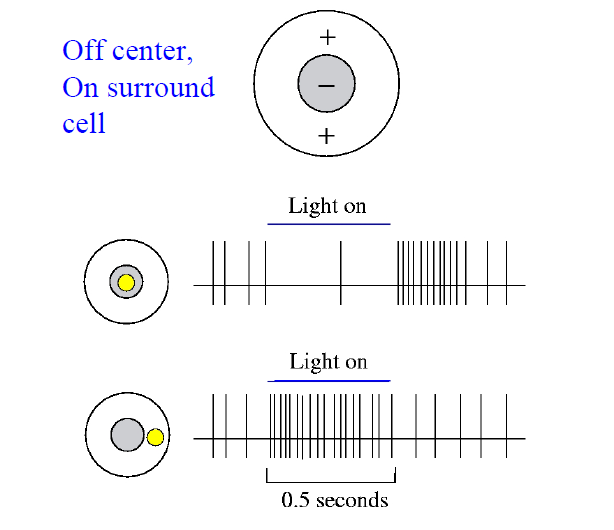 Off center,
On surround
cell
+
–
+
Light on
Light on
0.5 seconds